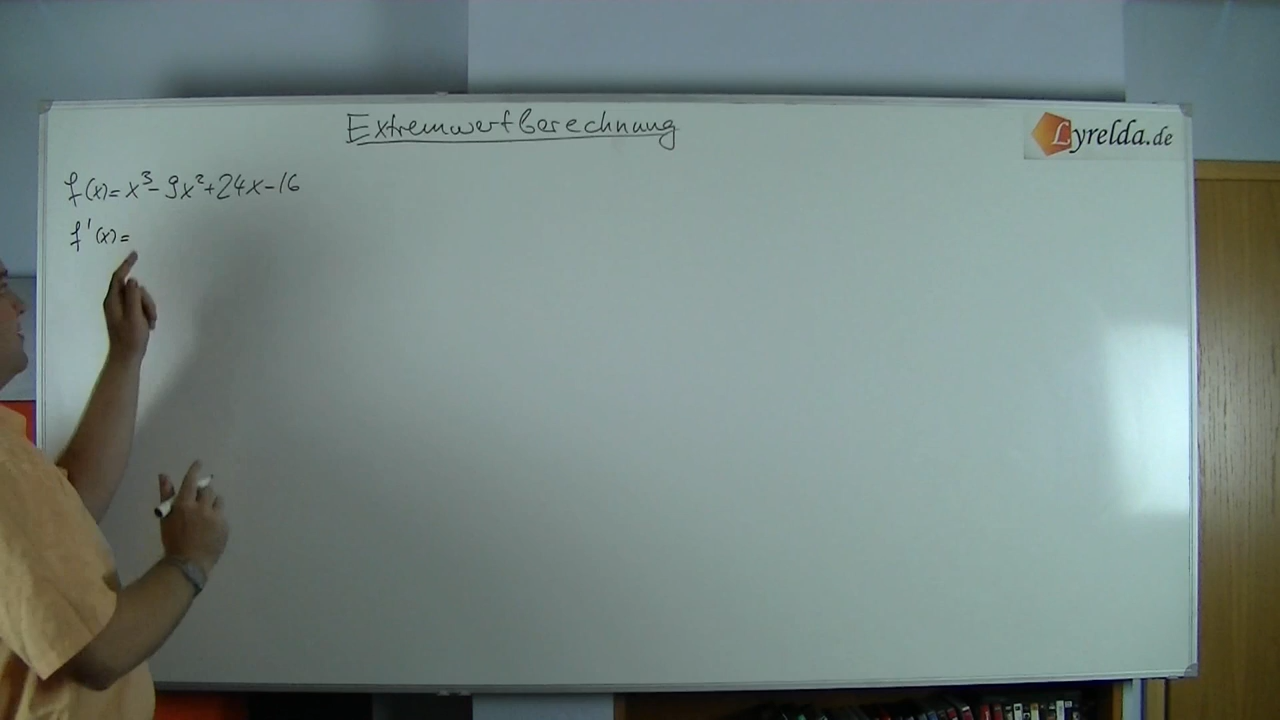 Extremwertberechnung
Lyrelda.de
f(x)=x³-9x²+24x-16
f'(x)=